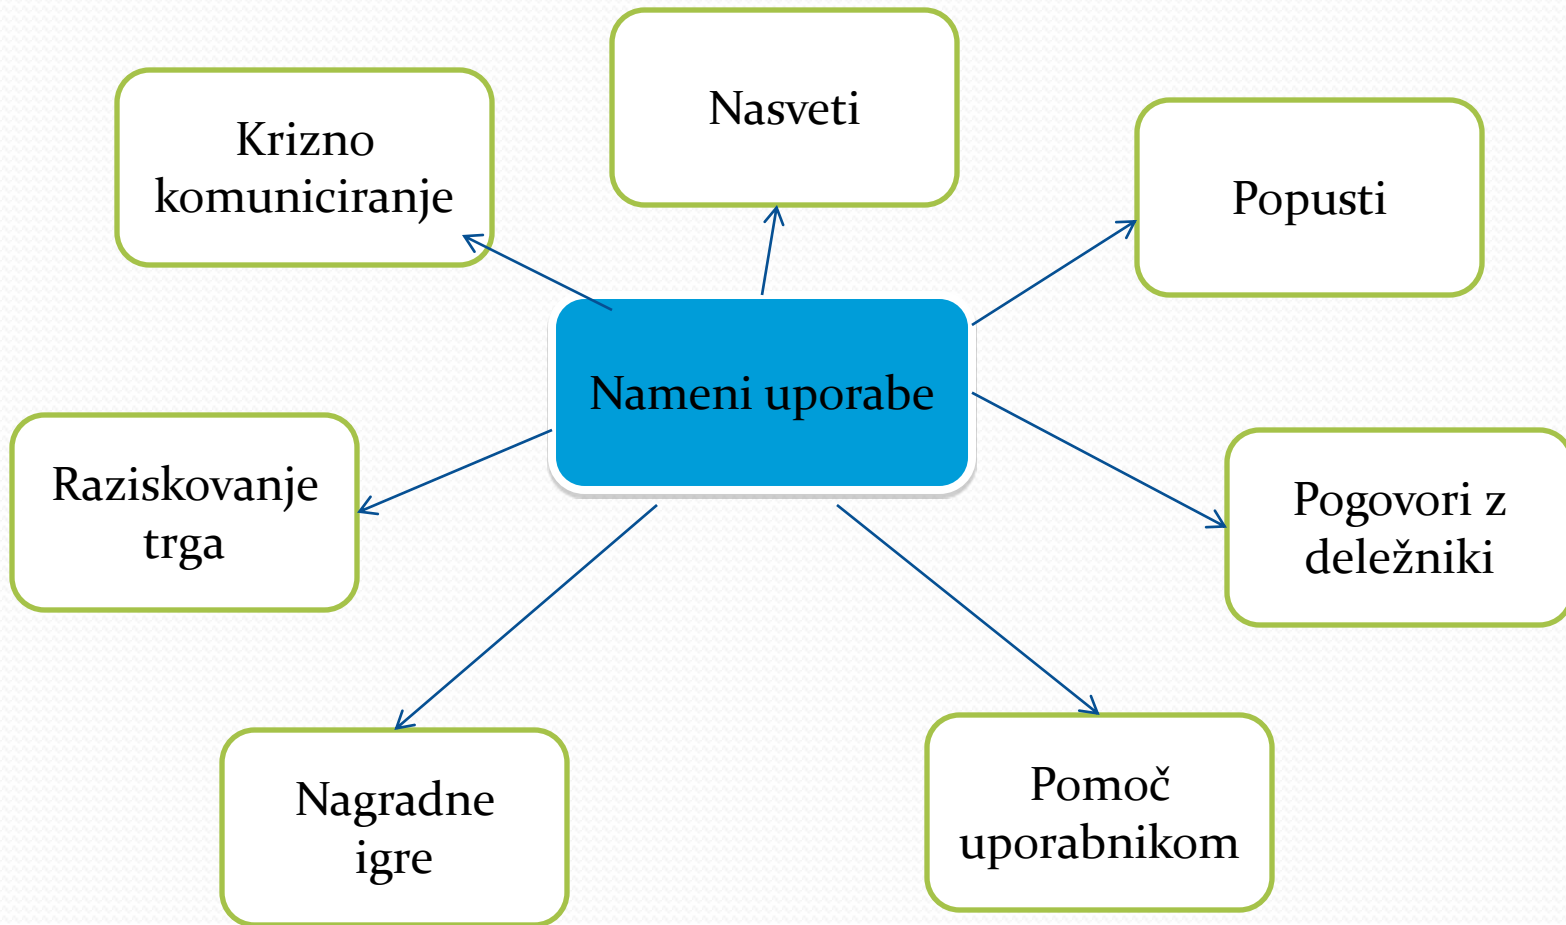 Nasveti
Krizno
komuniciranje
Popusti
Nameni uporabe
Raziskovanje
trga
Pogovori z
deležniki
Nagradne
igre
Pomoč
uporabnikom